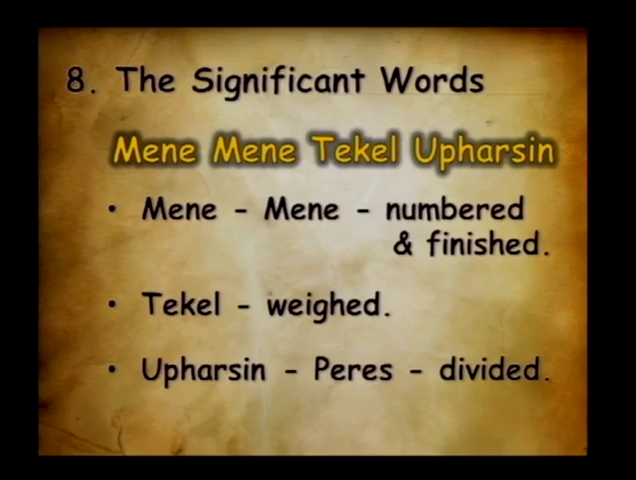 8. The Significant Words
Mene Mene Tekel Upharsin
• Mene - Mene - numbered
& finished.
• Tekel - weighed.
• Upharsin - Peres - divided.